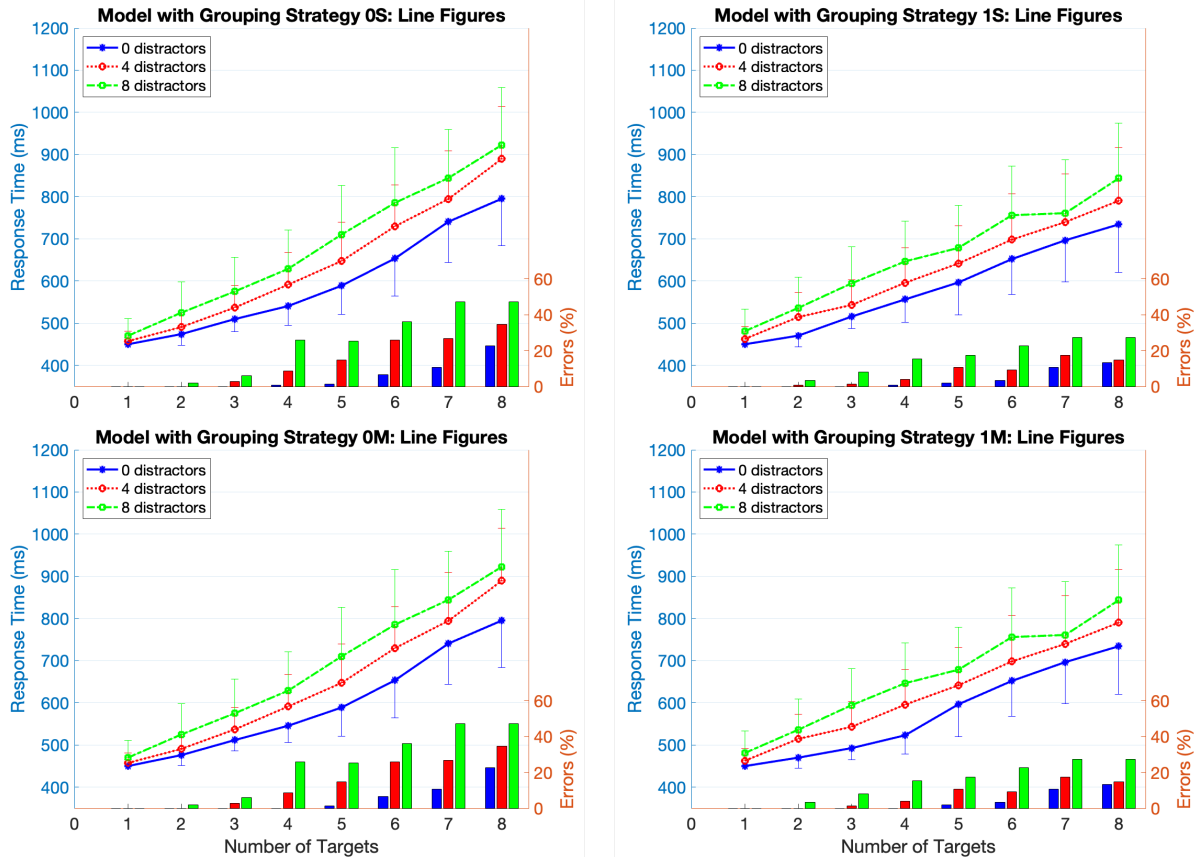 Model with Grouping Strategy 0S: Line Figures
1200
1100
1000
900
800
700
600
500
400
Response Time (ms)
0 distractors
4 distractors
8 distractors
60
40
20
0
Errors (%)
0 1 2 3 4 5 6 7 8
Model with Grouping Strategy 1S: Line Figures
1200
1100
1000
900
800
700
600
500
400
Response Time (ms)
0 distractors
4 distractors
8 distractors
60
40
20
0
Errors (%)
0 1 2 3 4 5 6 7 8
Model with Grouping Strategy 0M: Line Figures
1200
1100
1000
900
800
700
600
500
400
Response Time (ms)
0 distractors
4 distractors
8 distractors
60
40
20
0
Errors (%)
0 1 2 3 4 5 6 7 8
Number of Targets
Model with Grouping Strategy 1M: Line Figures
1200
1100
1000
900
800
700
600
500
400
Response Time (ms)
0 distractors
4 distractors
8 distractors
60
40
20
0
Errors (%)
0 1 2 3 4 5 6 7 8
Number of Targets